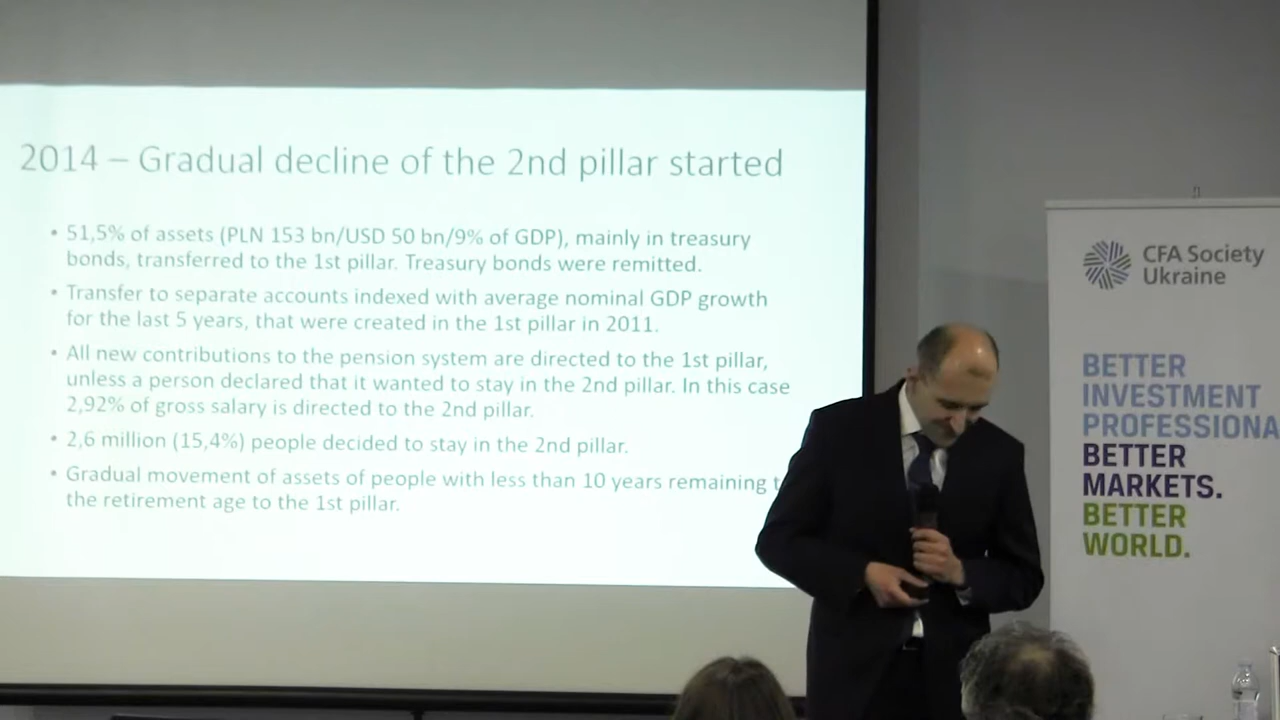 2014 – Gradual decline of the 2nd pillar started
• 51,5% of assets (PLN 153 bn/USD 50 bn/9% of GDP), mainly in treasury
bonds, transferred to the 1st pillar. Treasury bonds were remitted.
• Transfer to separate accounts indexed with average nominal GDP growth
for the last 5 years, that were created in the 1st pillar in 2011.
• All new contributions to the pension system are directed to the 1st pillar,
unless a person declared that it wanted to stay in the 2nd pillar. In this case
2,92% of gross salary is directed to the 2nd pillar.
• 2,6 million (15,4%) people decided to stay in the 2nd pillar.
• Gradual movement of assets of people with less than 10 years remaining
the retirement age to the 1st pillar.
CFA Society
Ukraine
BETTER
INVESTMENT
PROFESSIONA
BETTER
MARKETS.
BETTER
WORLD.